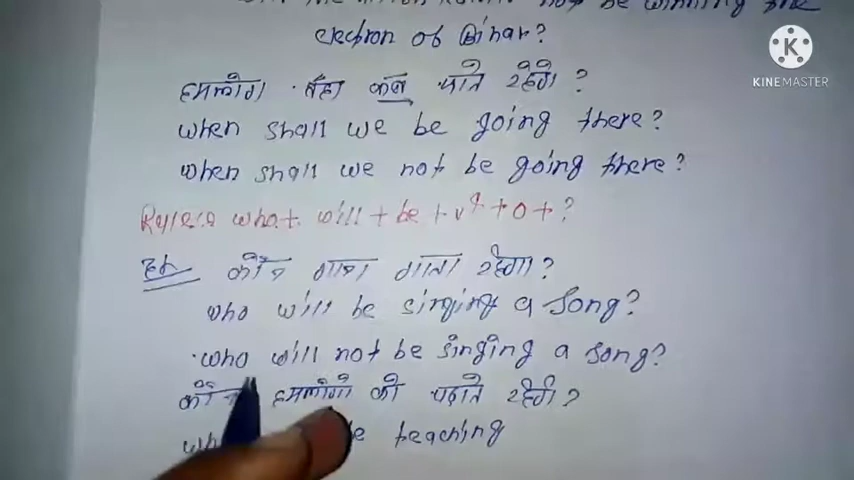 be winning the
election of Bihar?
हमलोग वहाँ कब जाते रहेंगे?
when shall we be going there?
when shall we not be going there?
what will + be + v⁴ + o + ?
Ex कौन गाना गाता रहेगा?
who will be singing a song?
who will not be singing a song?
हमलोगो को पढ़ाते रहेंगे?
teaching
K
KINEMASTER